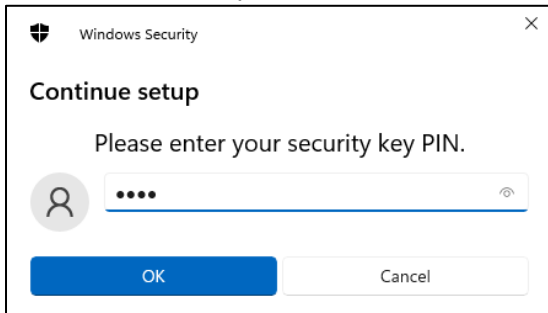 Windows Security
Continue setup
Please enter your security key PIN.
••••
OK Cancel